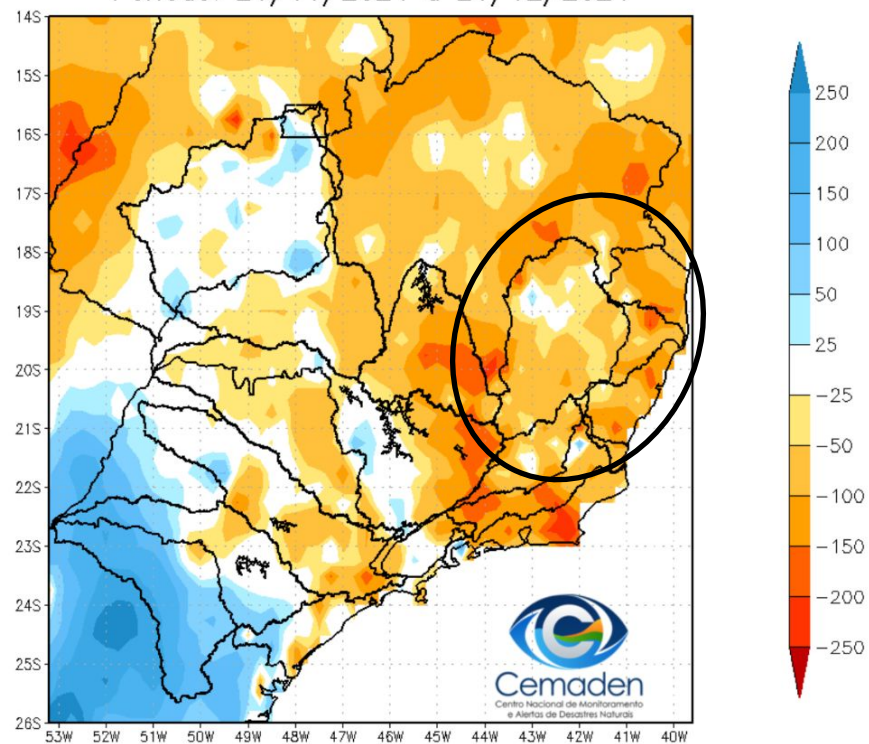 14S
15S
16S
17S
18S
19S
20S
21S
22S
23S
24S
25S
26S
53W 52W 51W 50W 49W 48W 47W 46W 45W 44W 43W 42W 41W 40W
250
200
150
100
50
25
-25
-50
-100
-150
-200
-250
Cemaden
Centro Nacional de Monitoramento
e Alertas de Desastres Naturais